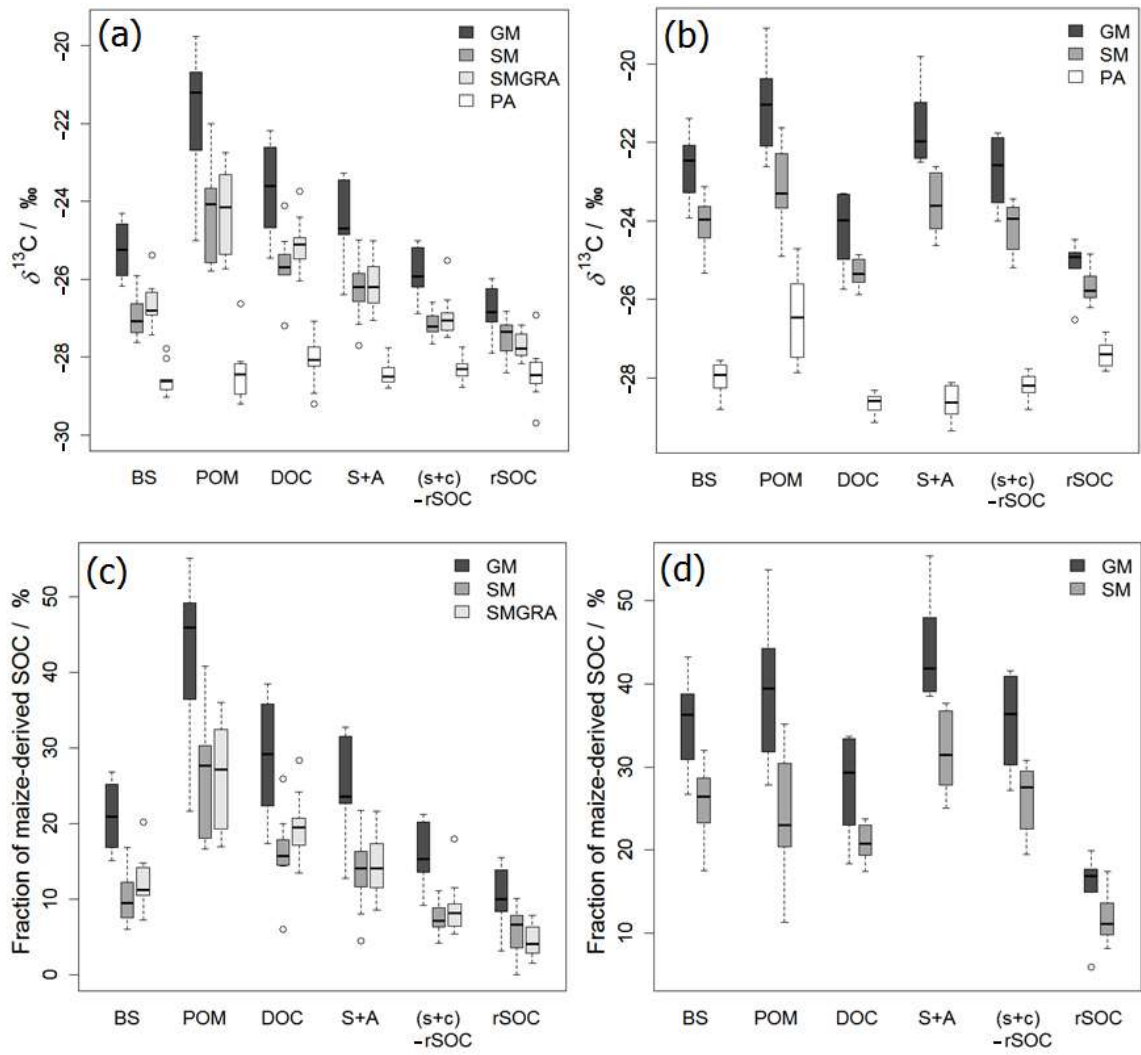 (a)
GM
SM
SMGRA
PA
δ¹³C / ‰
-20
-22
-24
-26
-28
-30
BS POM DOC S+A (s+c) rSOC
-rSOC
(b)
GM
SM
PA
δ¹³C / ‰
-20
-22
-24
-26
-28
BS POM DOC S+A (s+c) rSOC
-rSOC
(c)
GM
SM
SMGRA
Fraction of maize-derived SOC / %
50
40
30
20
10
0
BS POM DOC S+A (s+c) rSOC
-rSOC
(d)
GM
SM
Fraction of maize-derived SOC / %
50
40
30
20
10
BS POM DOC S+A (s+c) rSOC
-rSOC